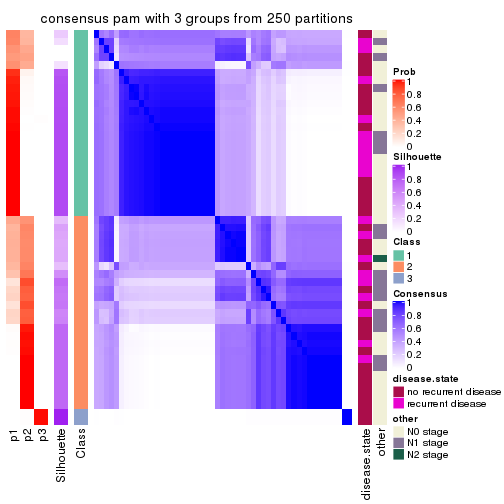 consensus pam with 3 groups from 250 partitions
Prob
1
0.8
0.6
0.4
0.2
0
Silhouette
1
0.8
0.6
0.4
0.2
0
Class
1
2
3
Consensus
1
0.8
0.6
0.4
0.2
0
disease.state
no recurrent disease
recurrent disease
other
N0 stage
N1 stage
N2 stage
p1
p2
p3
Silhouette
Class
disease.state
other